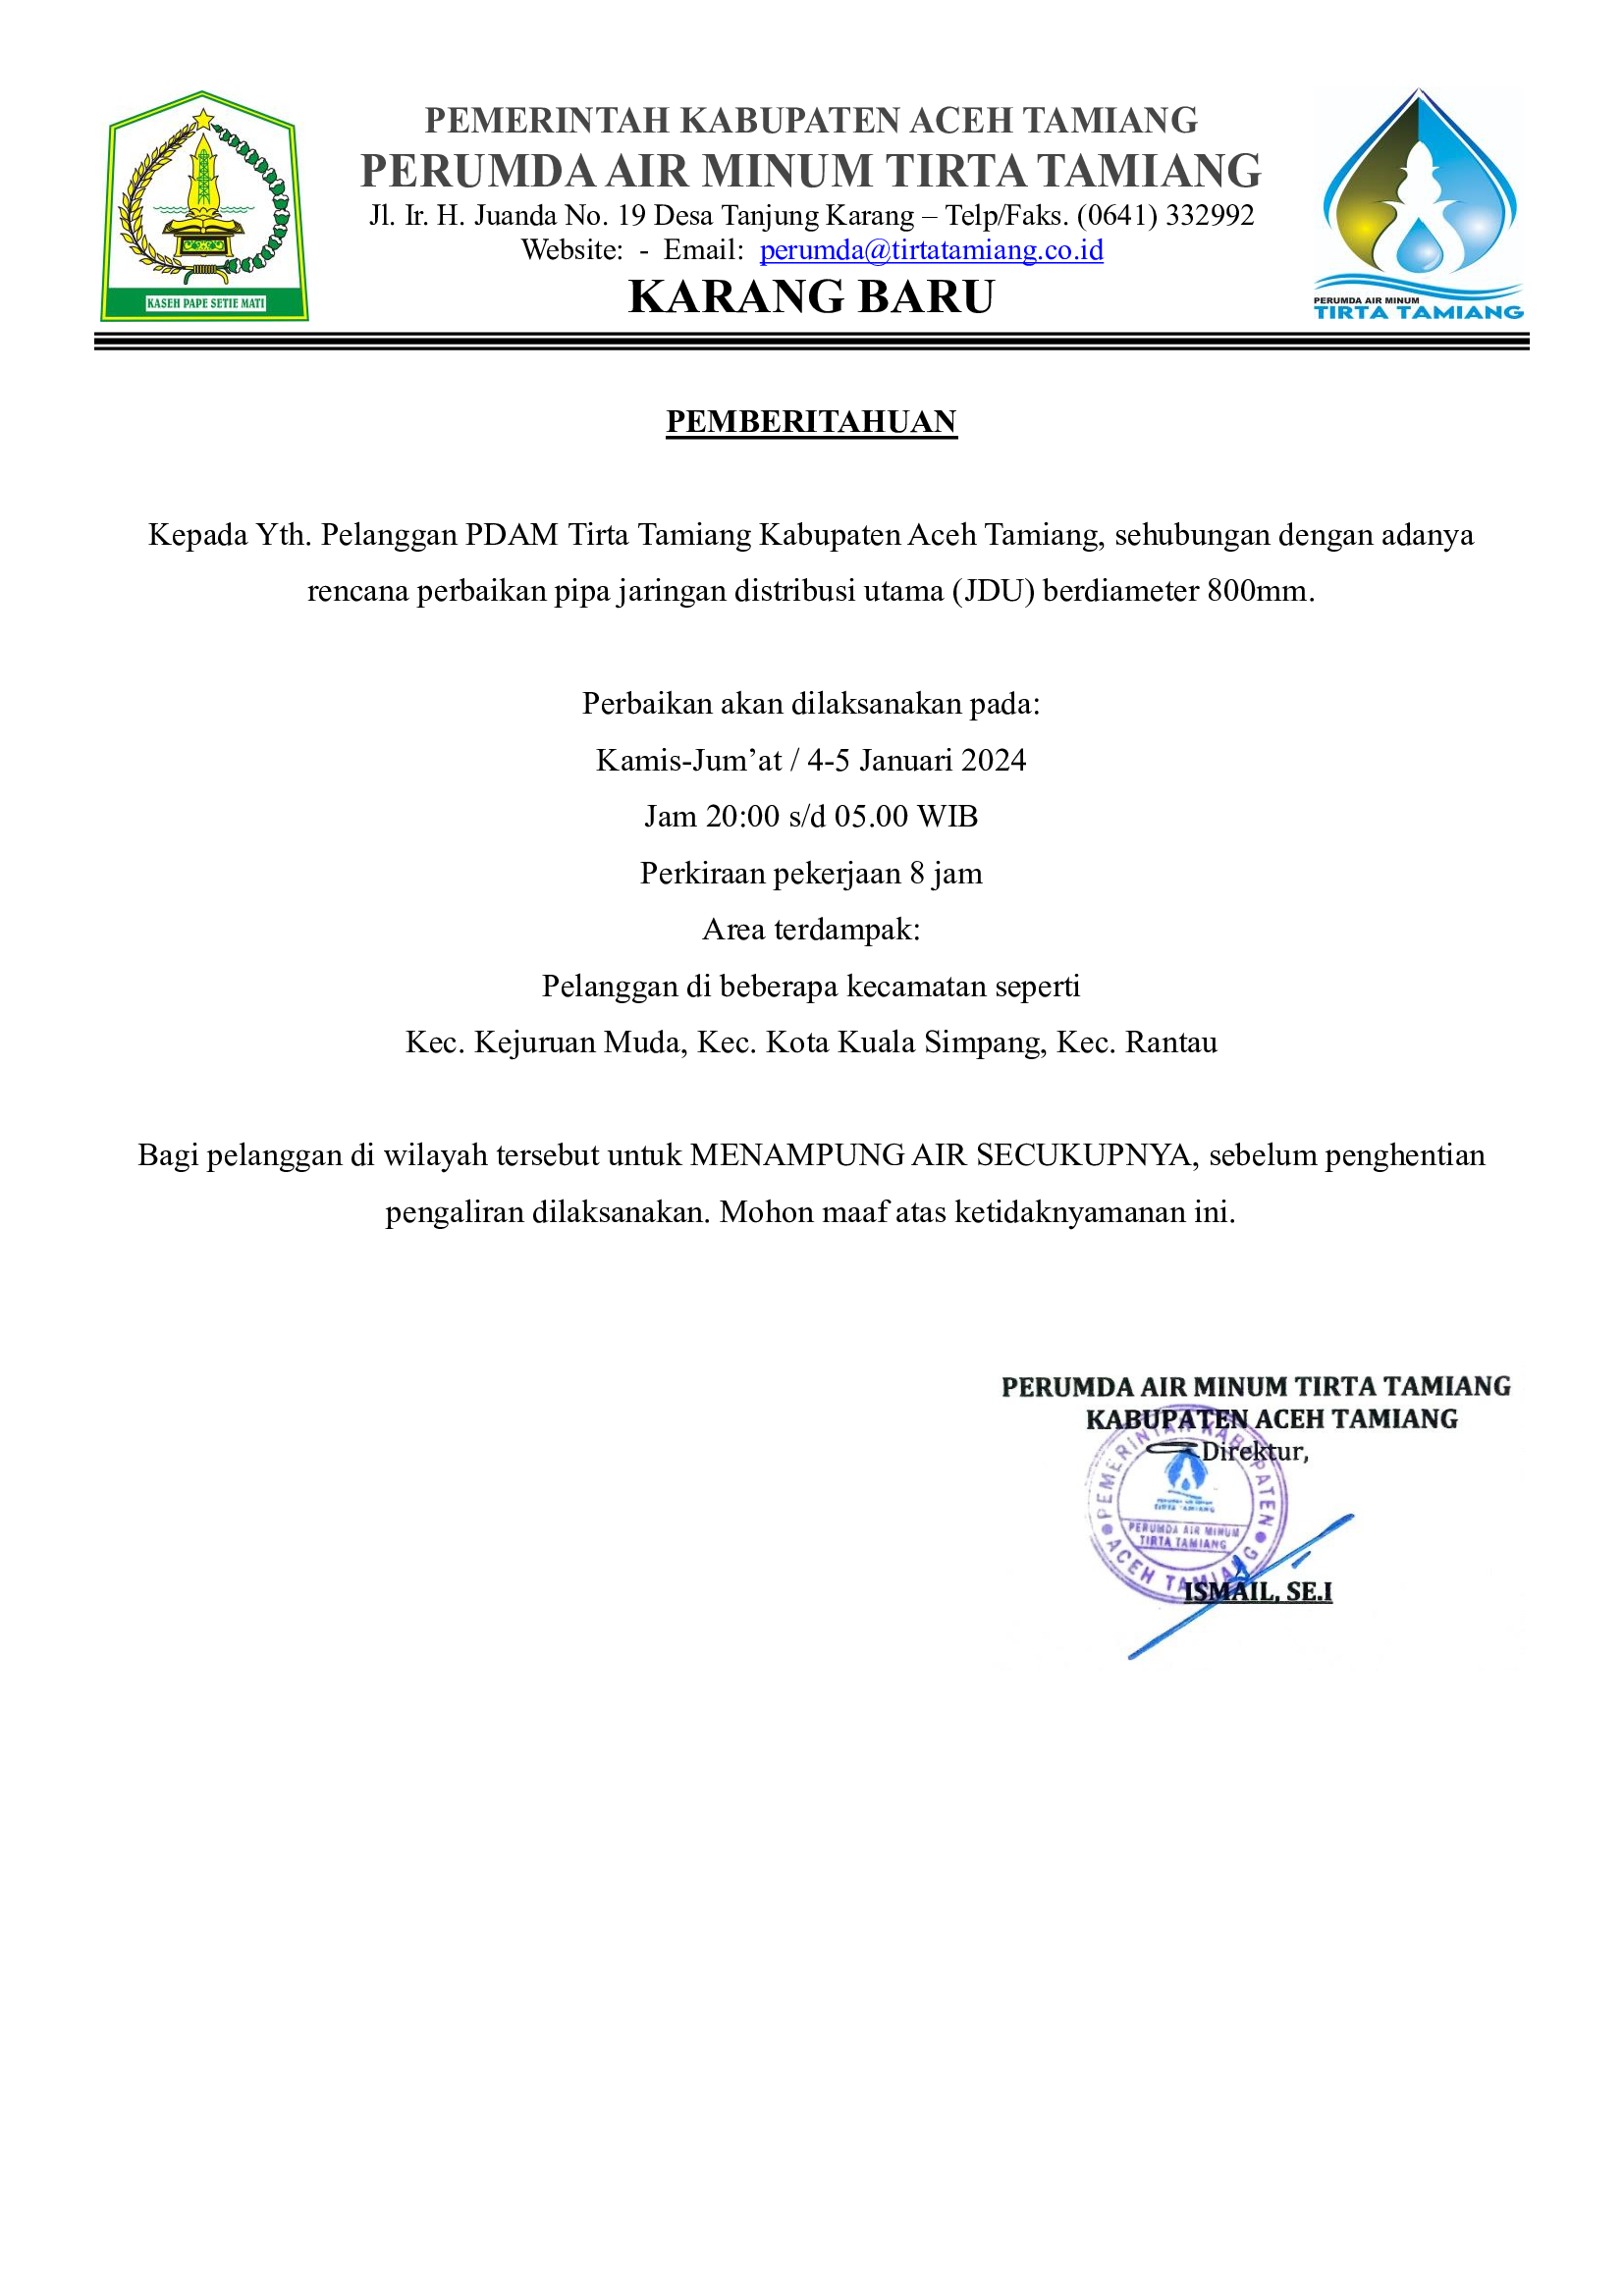 PEMERINTAH KABUPATEN ACEH TAMIANG
PERUMDA AIR MINUM TIRTA TAMIANG
Jl. Ir. H. Juanda No. 19 Desa Tanjung Karang – Telp/Faks. (0641) 332992
Website: - Email: perumda@tirtatamiang.co.id
KARANG BARU
KASEH PAPE SETIE MATI
PERUMDA AIR MINUM
TIRTA TAMIANG
PEMBERITAHUAN
Kepada Yth. Pelanggan PDAM Tirta Tamiang Kabupaten Aceh Tamiang, sehubungan dengan adanya
rencana perbaikan pipa jaringan distribusi utama (JDU) berdiameter 800mm.
Perbaikan akan dilaksanakan pada:
Kamis-Jum’at / 4-5 Januari 2024
Jam 20:00 s/d 05.00 WIB
Perkiraan pekerjaan 8 jam
Area terdampak:
Pelanggan di beberapa kecamatan seperti
Kec. Kejuruan Muda, Kec. Kota Kuala Simpang, Kec. Rantau
Bagi pelanggan di wilayah tersebut untuk MENAMPUNG AIR SECUKUPNYA, sebelum penghentian
pengaliran dilaksanakan. Mohon maaf atas ketidaknyamanan ini.
PERUMDA AIR MINUM TIRTA TAMIANG
KABUPATEN ACEH TAMIANG
Direktur,
PEMERINTAH KABUPATEN
PERUMDA AIR MINUM
TIRTA TAMIANG
PERUMDA AIR MINUM
TIRTA TAMIANG
ACEH TAMIANG
ISMAIL, SE.I